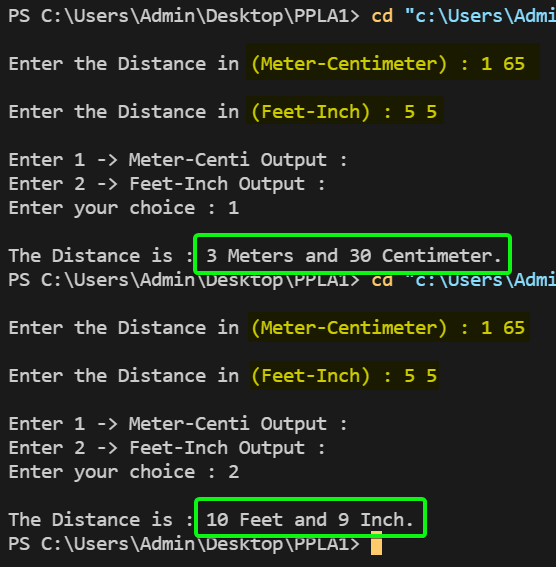 PS C:\Users\Admin\Desktop\PPLA1> cd "c:\Users\Admi
Enter the Distance in (Meter-Centimeter) : 1 65
Enter the Distance in (Feet-Inch) : 5 5
Enter 1 -> Meter-Centi Output :
Enter 2 -> Feet-Inch Output :
Enter your choice : 1
The Distance is : 3 Meters and 30 Centimeter.
PS C:\Users\Admin\Desktop\PPLA1> cd "c:\Users\Admi
Enter the Distance in (Meter-Centimeter) : 1 65
Enter the Distance in (Feet-Inch) : 5 5
Enter 1 -> Meter-Centi Output :
Enter 2 -> Feet-Inch Output :
Enter your choice : 2
The Distance is : 10 Feet and 9 Inch.
PS C:\Users\Admin\Desktop\PPLA1>